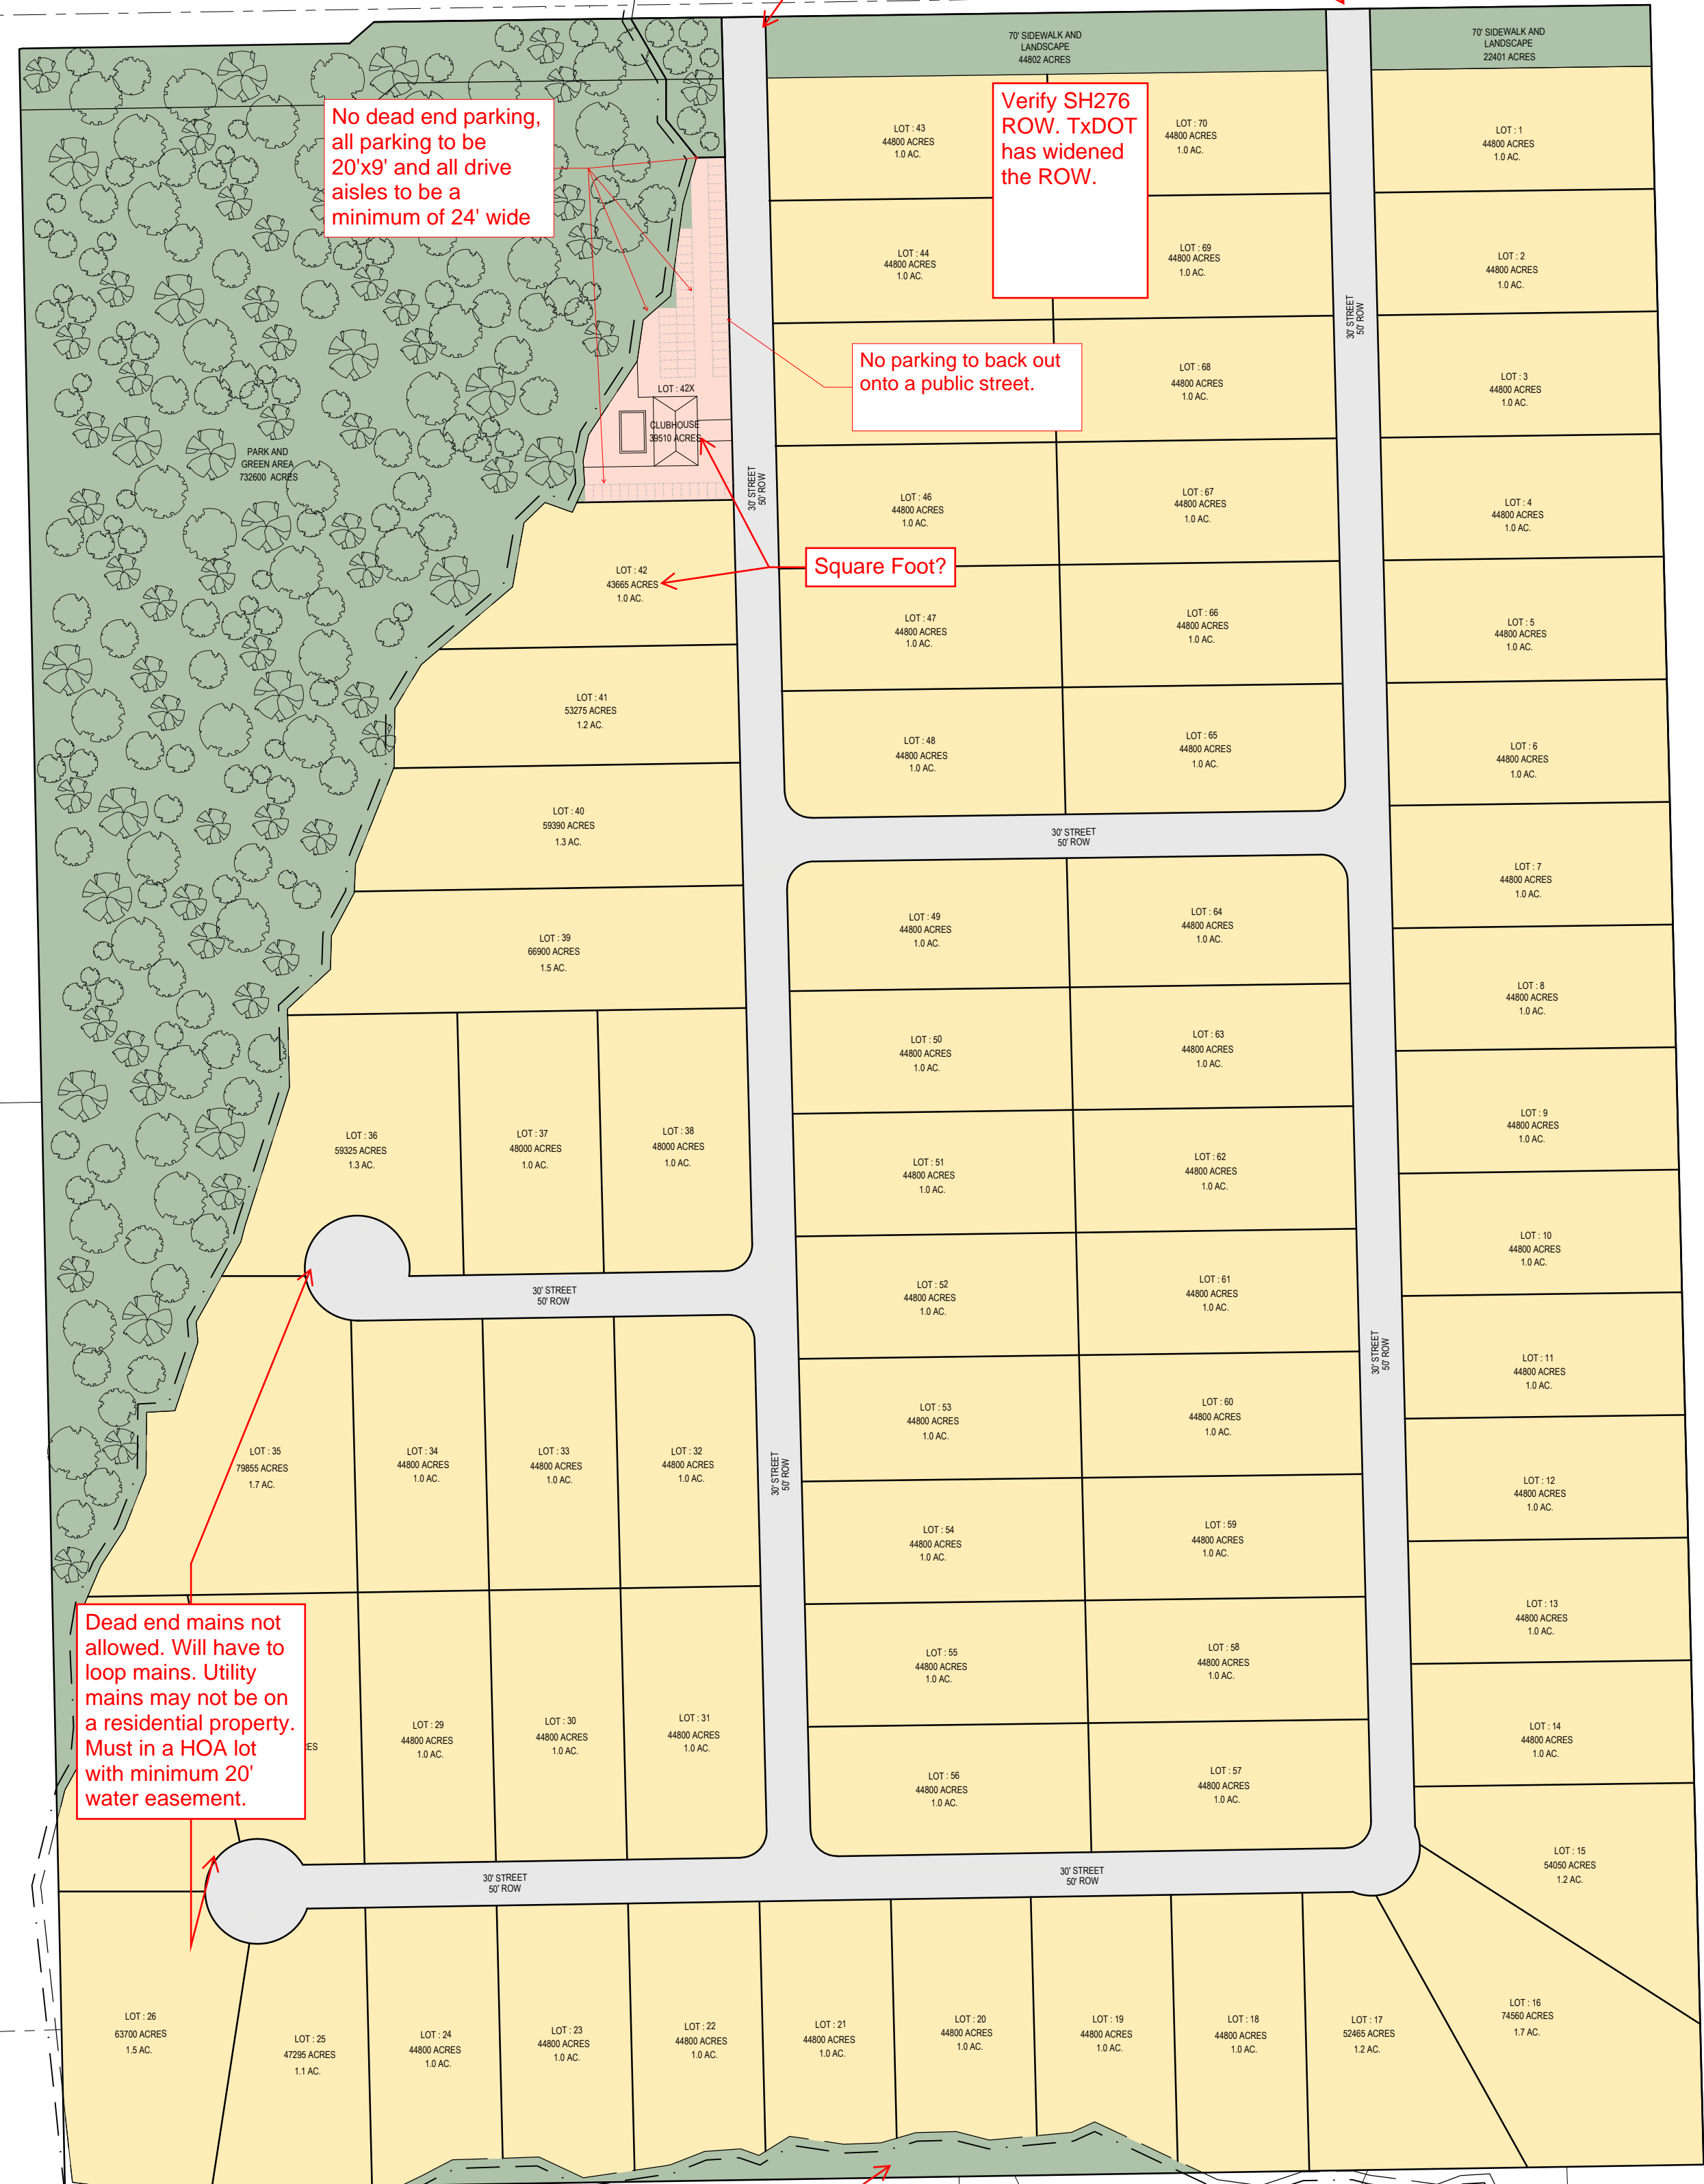 70' SIDEWALK AND
LANDSCAPE
44802 ACRES
70' SIDEWALK AND
LANDSCAPE
22401 ACRES
No dead end parking,
all parking to be
20'x9' and all drive
aisles to be a
minimum of 24' wide
Verify SH276
ROW. TxDOT
has widened
the ROW.
No parking to back out
onto a public street.
Square Foot?
Dead end mains not
allowed. Will have to
loop mains. Utility
mains may not be on
a residential property.
Must in a HOA lot
with minimum 20'
water easement.
PARK AND
GREEN AREA
732600 ACRES
LOT : 42X
CLUBHOUSE
39510 ACRES
30' STREET
50' ROW
30' STREET
50' ROW
30' STREET
50' ROW
30' STREET
50' ROW
30' STREET
50' ROW
30' STREET
50' ROW
30' STREET
50' ROW
30' STREET
50' ROW
LOT : 43
44800 ACRES
1.0 AC.
LOT : 70
44800 ACRES
1.0 AC.
LOT : 1
44800 ACRES
1.0 AC.
LOT : 44
44800 ACRES
1.0 AC.
LOT : 69
44800 ACRES
1.0 AC.
LOT : 2
44800 ACRES
1.0 AC.
LOT : 68
44800 ACRES
1.0 AC.
LOT : 3
44800 ACRES
1.0 AC.
LOT : 46
44800 ACRES
1.0 AC.
LOT : 67
44800 ACRES
1.0 AC.
LOT : 4
44800 ACRES
1.0 AC.
LOT : 42
43665 ACRES
1.0 AC.
LOT : 47
44800 ACRES
1.0 AC.
LOT : 66
44800 ACRES
1.0 AC.
LOT : 5
44800 ACRES
1.0 AC.
LOT : 41
53275 ACRES
1.2 AC.
LOT : 48
44800 ACRES
1.0 AC.
LOT : 65
44800 ACRES
1.0 AC.
LOT : 6
44800 ACRES
1.0 AC.
LOT : 40
59390 ACRES
1.3 AC.
LOT : 7
44800 ACRES
1.0 AC.
LOT : 39
66900 ACRES
1.5 AC.
LOT : 49
44800 ACRES
1.0 AC.
LOT : 64
44800 ACRES
1.0 AC.
LOT : 8
44800 ACRES
1.0 AC.
LOT : 50
44800 ACRES
1.0 AC.
LOT : 63
44800 ACRES
1.0 AC.
LOT : 9
44800 ACRES
1.0 AC.
LOT : 36
59325 ACRES
1.3 AC.
LOT : 37
48000 ACRES
1.0 AC.
LOT : 38
48000 ACRES
1.0 AC.
LOT : 51
44800 ACRES
1.0 AC.
LOT : 62
44800 ACRES
1.0 AC.
LOT : 10
44800 ACRES
1.0 AC.
LOT : 52
44800 ACRES
1.0 AC.
LOT : 61
44800 ACRES
1.0 AC.
LOT : 11
44800 ACRES
1.0 AC.
LOT : 53
44800 ACRES
1.0 AC.
LOT : 60
44800 ACRES
1.0 AC.
LOT : 12
44800 ACRES
1.0 AC.
LOT : 35
79855 ACRES
1.7 AC.
LOT : 34
44800 ACRES
1.0 AC.
LOT : 33
44800 ACRES
1.0 AC.
LOT : 32
44800 ACRES
1.0 AC.
LOT : 54
44800 ACRES
1.0 AC.
LOT : 59
44800 ACRES
1.0 AC.
LOT : 13
44800 ACRES
1.0 AC.
LOT : 55
44800 ACRES
1.0 AC.
LOT : 58
44800 ACRES
1.0 AC.
LOT : 14
44800 ACRES
1.0 AC.
LOT : 29
44800 ACRES
1.0 AC.
LOT : 30
44800 ACRES
1.0 AC.
LOT : 31
44800 ACRES
1.0 AC.
LOT : 56
44800 ACRES
1.0 AC.
LOT : 57
44800 ACRES
1.0 AC.
LOT : 15
54050 ACRES
1.2 AC.
LOT : 26
63700 ACRES
1.5 AC.
LOT : 25
47295 ACRES
1.1 AC.
LOT : 24
44800 ACRES
1.0 AC.
LOT : 23
44800 ACRES
1.0 AC.
LOT : 22
44800 ACRES
1.0 AC.
LOT : 21
44800 ACRES
1.0 AC.
LOT : 20
44800 ACRES
1.0 AC.
LOT : 19
44800 ACRES
1.0 AC.
LOT : 18
44800 ACRES
1.0 AC.
LOT : 17
52465 ACRES
1.2 AC.
LOT : 16
74560 ACRES
1.7 AC.